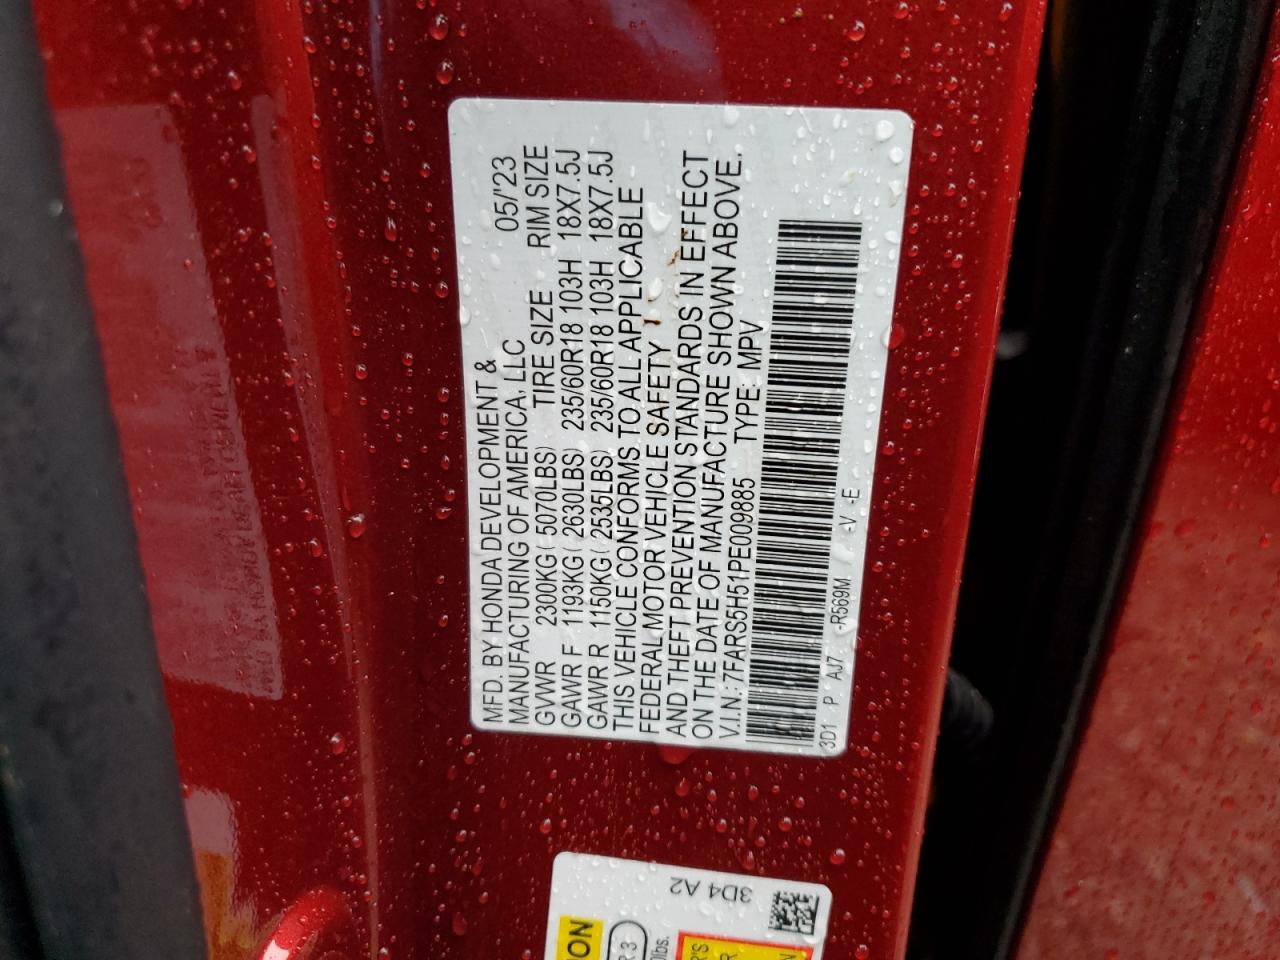 MFD. BY HONDA DEVELOPMENT &
MANUFACTURING OF AMERICA, LLC 05/'23
GVWR 2300KG ( 5070LBS) TIRE SIZE RIM SIZE
GAWR F 1193KG ( 2630LBS) 235/60R18 103H 18X7.5J
GAWR R 1150KG ( 2535LBS) 235/60R18 103H 18X7.5J
THIS VEHICLE CONFORMS TO ALL APPLICABLE
FEDERAL MOTOR VEHICLE SAFETY
AND THEFT PREVENTION STANDARDS IN EFFECT
ON THE DATE OF MANUFACTURE SHOWN ABOVE.
V.I.N.: 7FARS5H51PE009885 TYPE: MPV
3D1 P AJ7 -R569M -V -E
3D4 A2
ON
R 3
lbs.
R'S
R
N